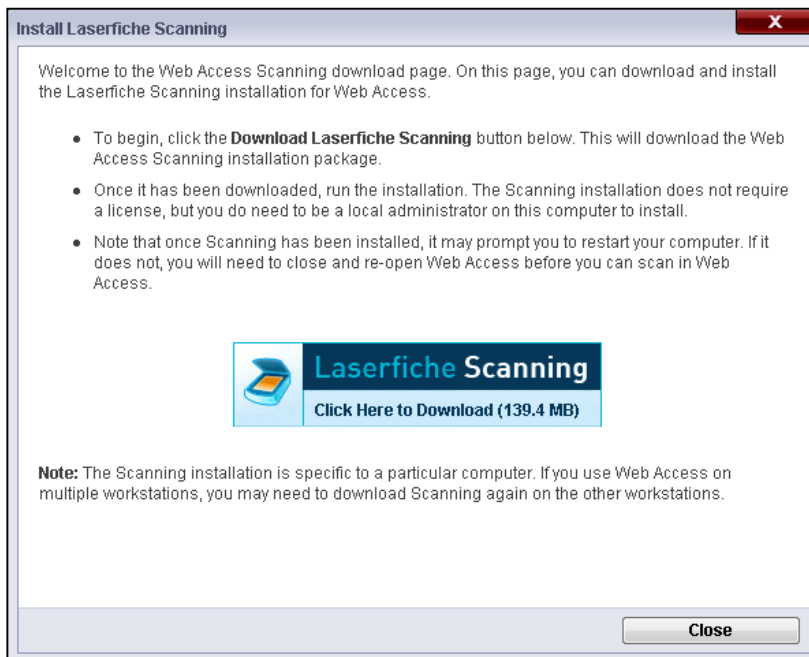 Install Laserfiche Scanning
X
Welcome to the Web Access Scanning download page. On this page, you can download and install
the Laserfiche Scanning installation for Web Access.
● To begin, click the Download Laserfiche Scanning button below. This will download the Web
Access Scanning installation package.
● Once it has been downloaded, run the installation. The Scanning installation does not require
a license, but you do need to be a local administrator on this computer to install.
● Note that once Scanning has been installed, it may prompt you to restart your computer. If it
does not, you will need to close and re-open Web Access before you can scan in Web
Access.
Laserfiche Scanning
Click Here to Download (139.4 MB)
Note: The Scanning installation is specific to a particular computer. If you use Web Access on
multiple workstations, you may need to download Scanning again on the other workstations.
Close